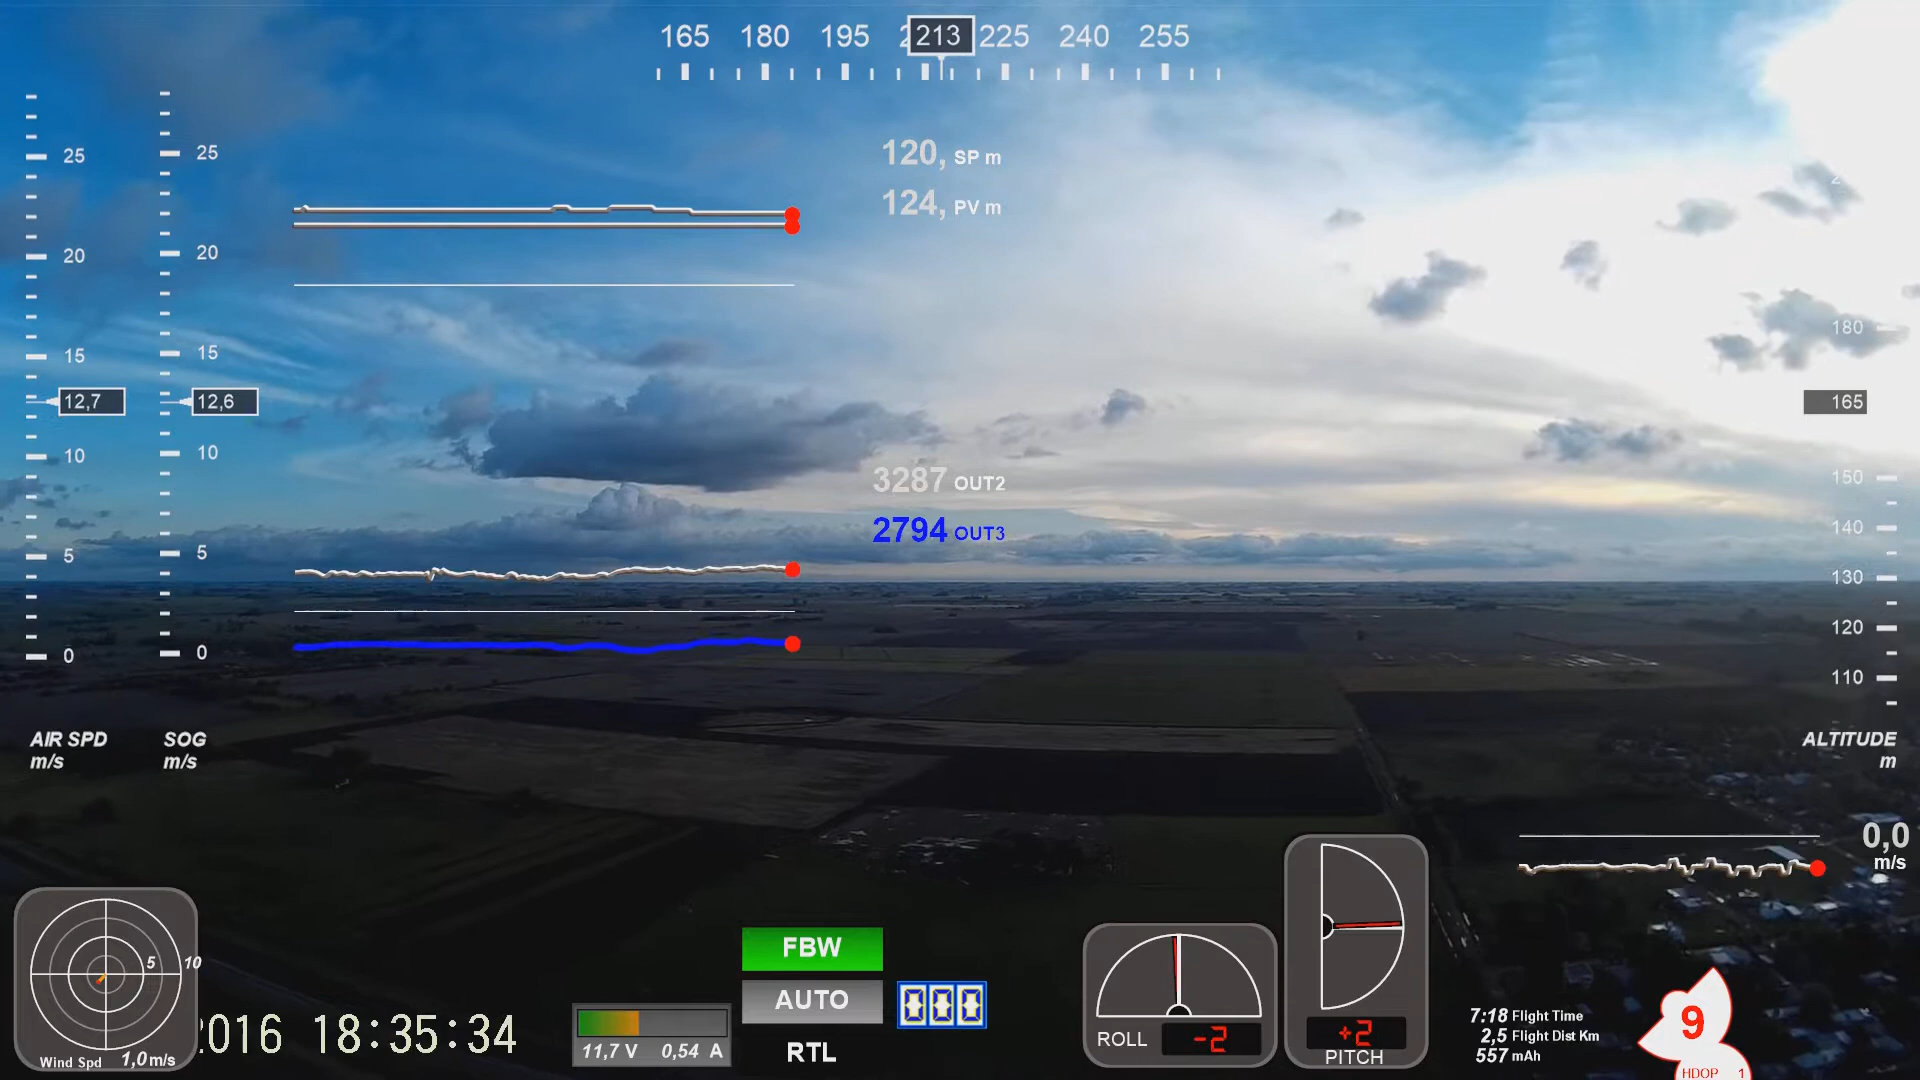 165 180 195 213 225 240 255
25 25
120, SP m
124, PV m
20 20
180
15 15
12,7 12,6 165
10 10
150
3287 OUT2
2794 OUT3
140
5 5
130
120
0 0
110
AIR SPD
m/s
SOG
m/s
ALTITUDE
m
0,0
m/s
FBW
AUTO
RTL
5 10
Wind Spd 1,0 m/s
2016 18:35:34
11,7 V 0,54 A
000
ROLL -2
+2
PITCH
7:18 Flight Time
2,5 Flight Dist Km
557 mAh
9
HDOP 1